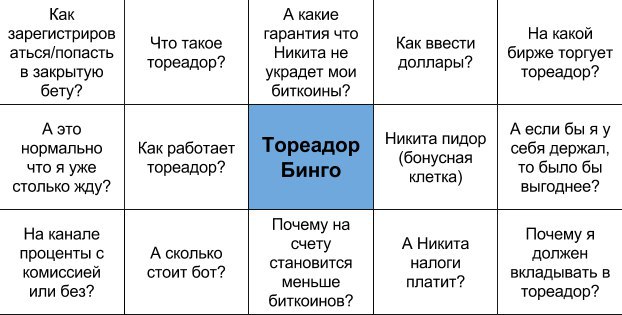 Как
зарегистриров
аться/попасть
в закрытую
бету?
Что такое
тореадор?
А какие
гарантия что
Никита не
украдет мои
биткоины?
Как ввести
доллары?
На какой
бирже торгует
тореадор?
А это
нормально
что я уже
столько жду?
Как работает
тореадор?
Тореадор
Бинго
Никита пидор
(бонусная
клетка)
А если бы я у
себя держал,
то было бы
выгоднее?
На канале
проценты с
комиссией
или без?
А сколько
стоит бот?
Почему на
счету
становится
меньше
биткоинов?
А Никита
налоги
платит?
Почему я
должен
вкладывать в
тореадор?